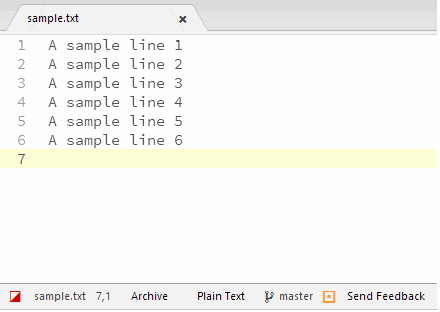 sample.txt
1 A sample line 1
2 A sample line 2
3 A sample line 3
4 A sample line 4
5 A sample line 5
6 A sample line 6
7
sample.txt 7,1 Archive Plain Text master Send Feedback